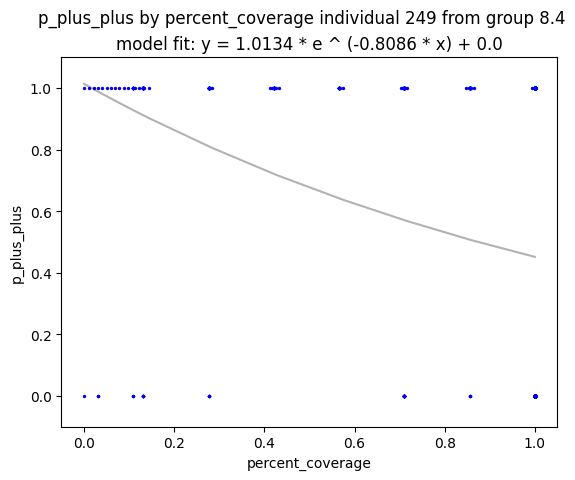 p_plus_plus by percent_coverage individual 249 from group 8.4
model fit: y = 1.0134 * e ^ (-0.8086 * x) + 0.0
p_plus_plus
1.0
0.8
0.6
0.4
0.2
0.0
0.0 0.2 0.4 0.6 0.8 1.0
percent_coverage